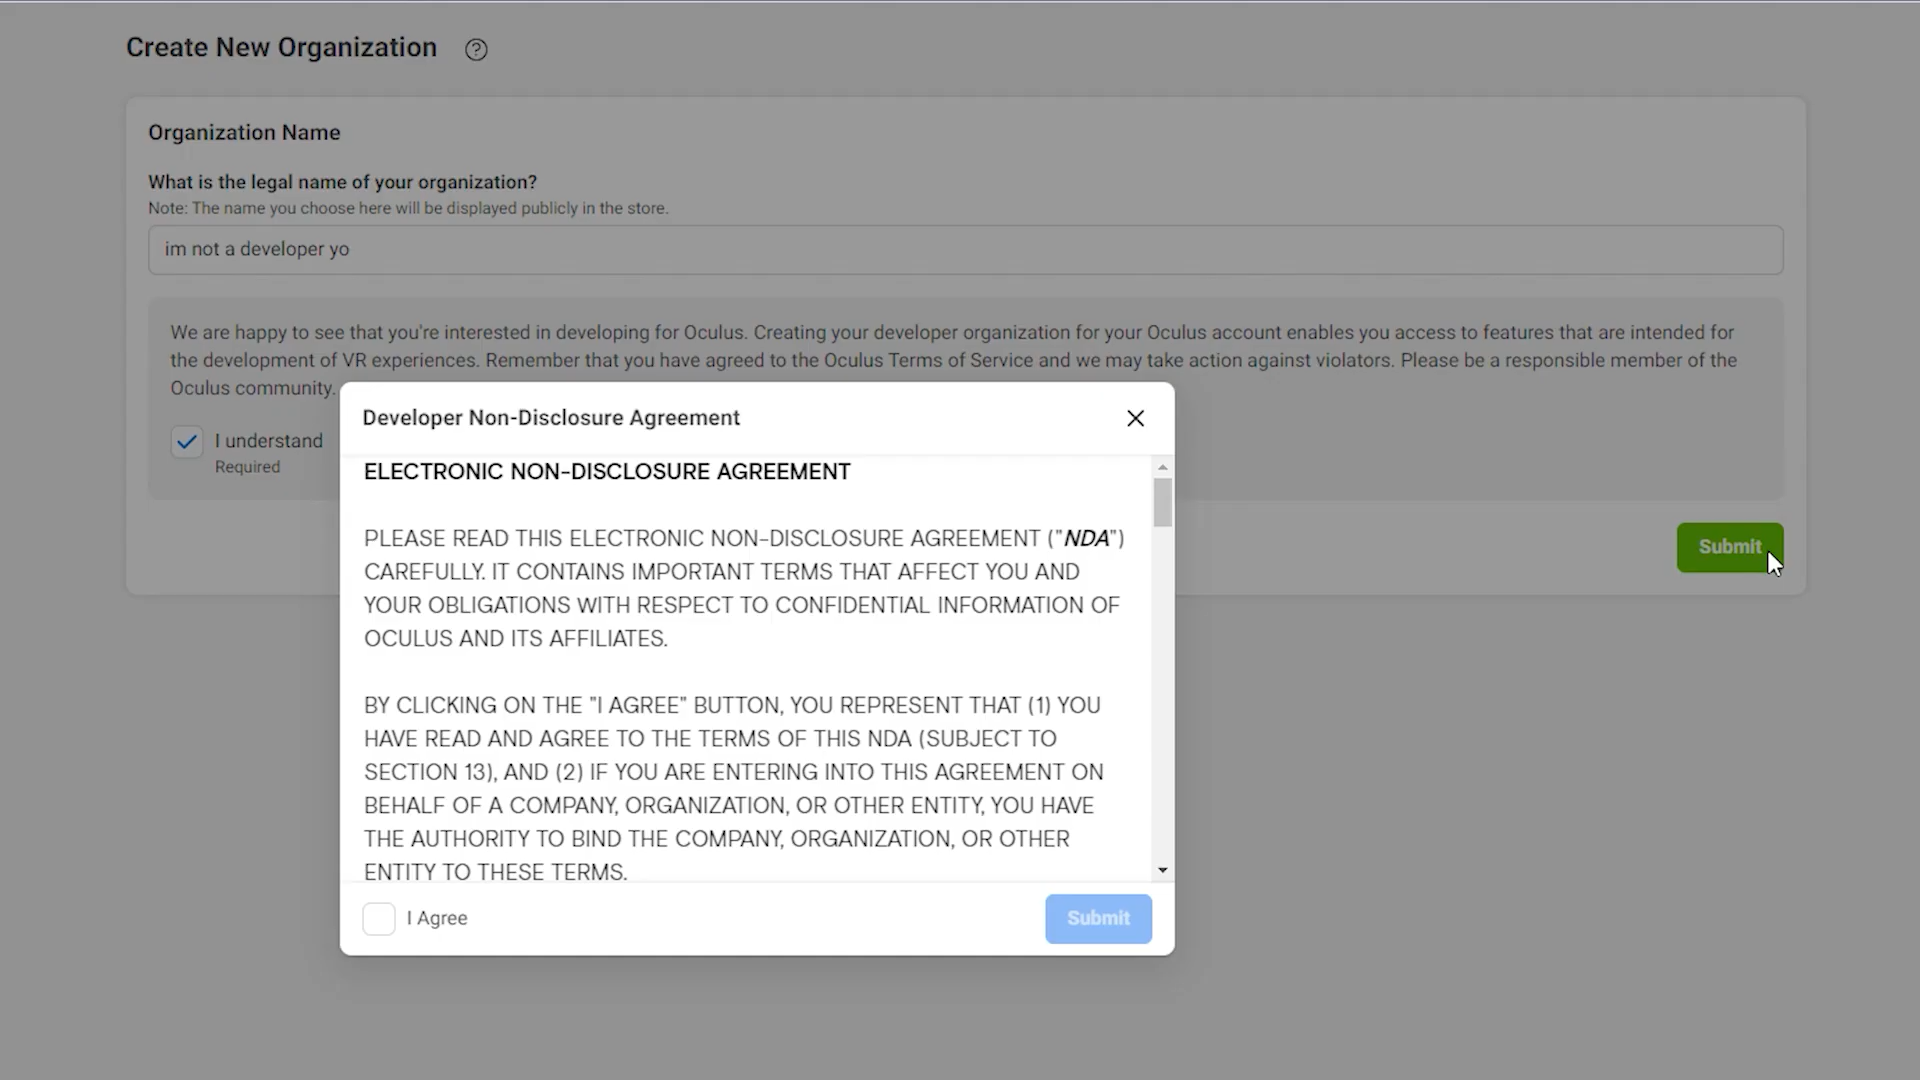 Create New Organization ?
Organization Name
What is the legal name of your organization?
Note: The name you choose here will be displayed publicly in the store.
im not a developer yo
We are happy to see that you're interested in developing for Oculus. Creating your developer organization for your Oculus account enables you access to features that are intended for
the development of VR experiences. Remember that you have agreed to the Oculus Terms of Service and we may take action against violators. Please be a responsible member of the
Oculus community.
I understand
Required
Submit
Developer Non-Disclosure Agreement
ELECTRONIC NON-DISCLOSURE AGREEMENT
PLEASE READ THIS ELECTRONIC NON-DISCLOSURE AGREEMENT ("NDA")
CAREFULLY. IT CONTAINS IMPORTANT TERMS THAT AFFECT YOU AND
YOUR OBLIGATIONS WITH RESPECT TO CONFIDENTIAL INFORMATION OF
OCULUS AND ITS AFFILIATES.
BY CLICKING ON THE "I AGREE" BUTTON, YOU REPRESENT THAT (1) YOU
HAVE READ AND AGREE TO THE TERMS OF THIS NDA (SUBJECT TO
SECTION 13), AND (2) IF YOU ARE ENTERING INTO THIS AGREEMENT ON
BEHALF OF A COMPANY, ORGANIZATION, OR OTHER ENTITY, YOU HAVE
THE AUTHORITY TO BIND THE COMPANY, ORGANIZATION, OR OTHER
ENTITY TO THESE TERMS.
I Agree
Submit